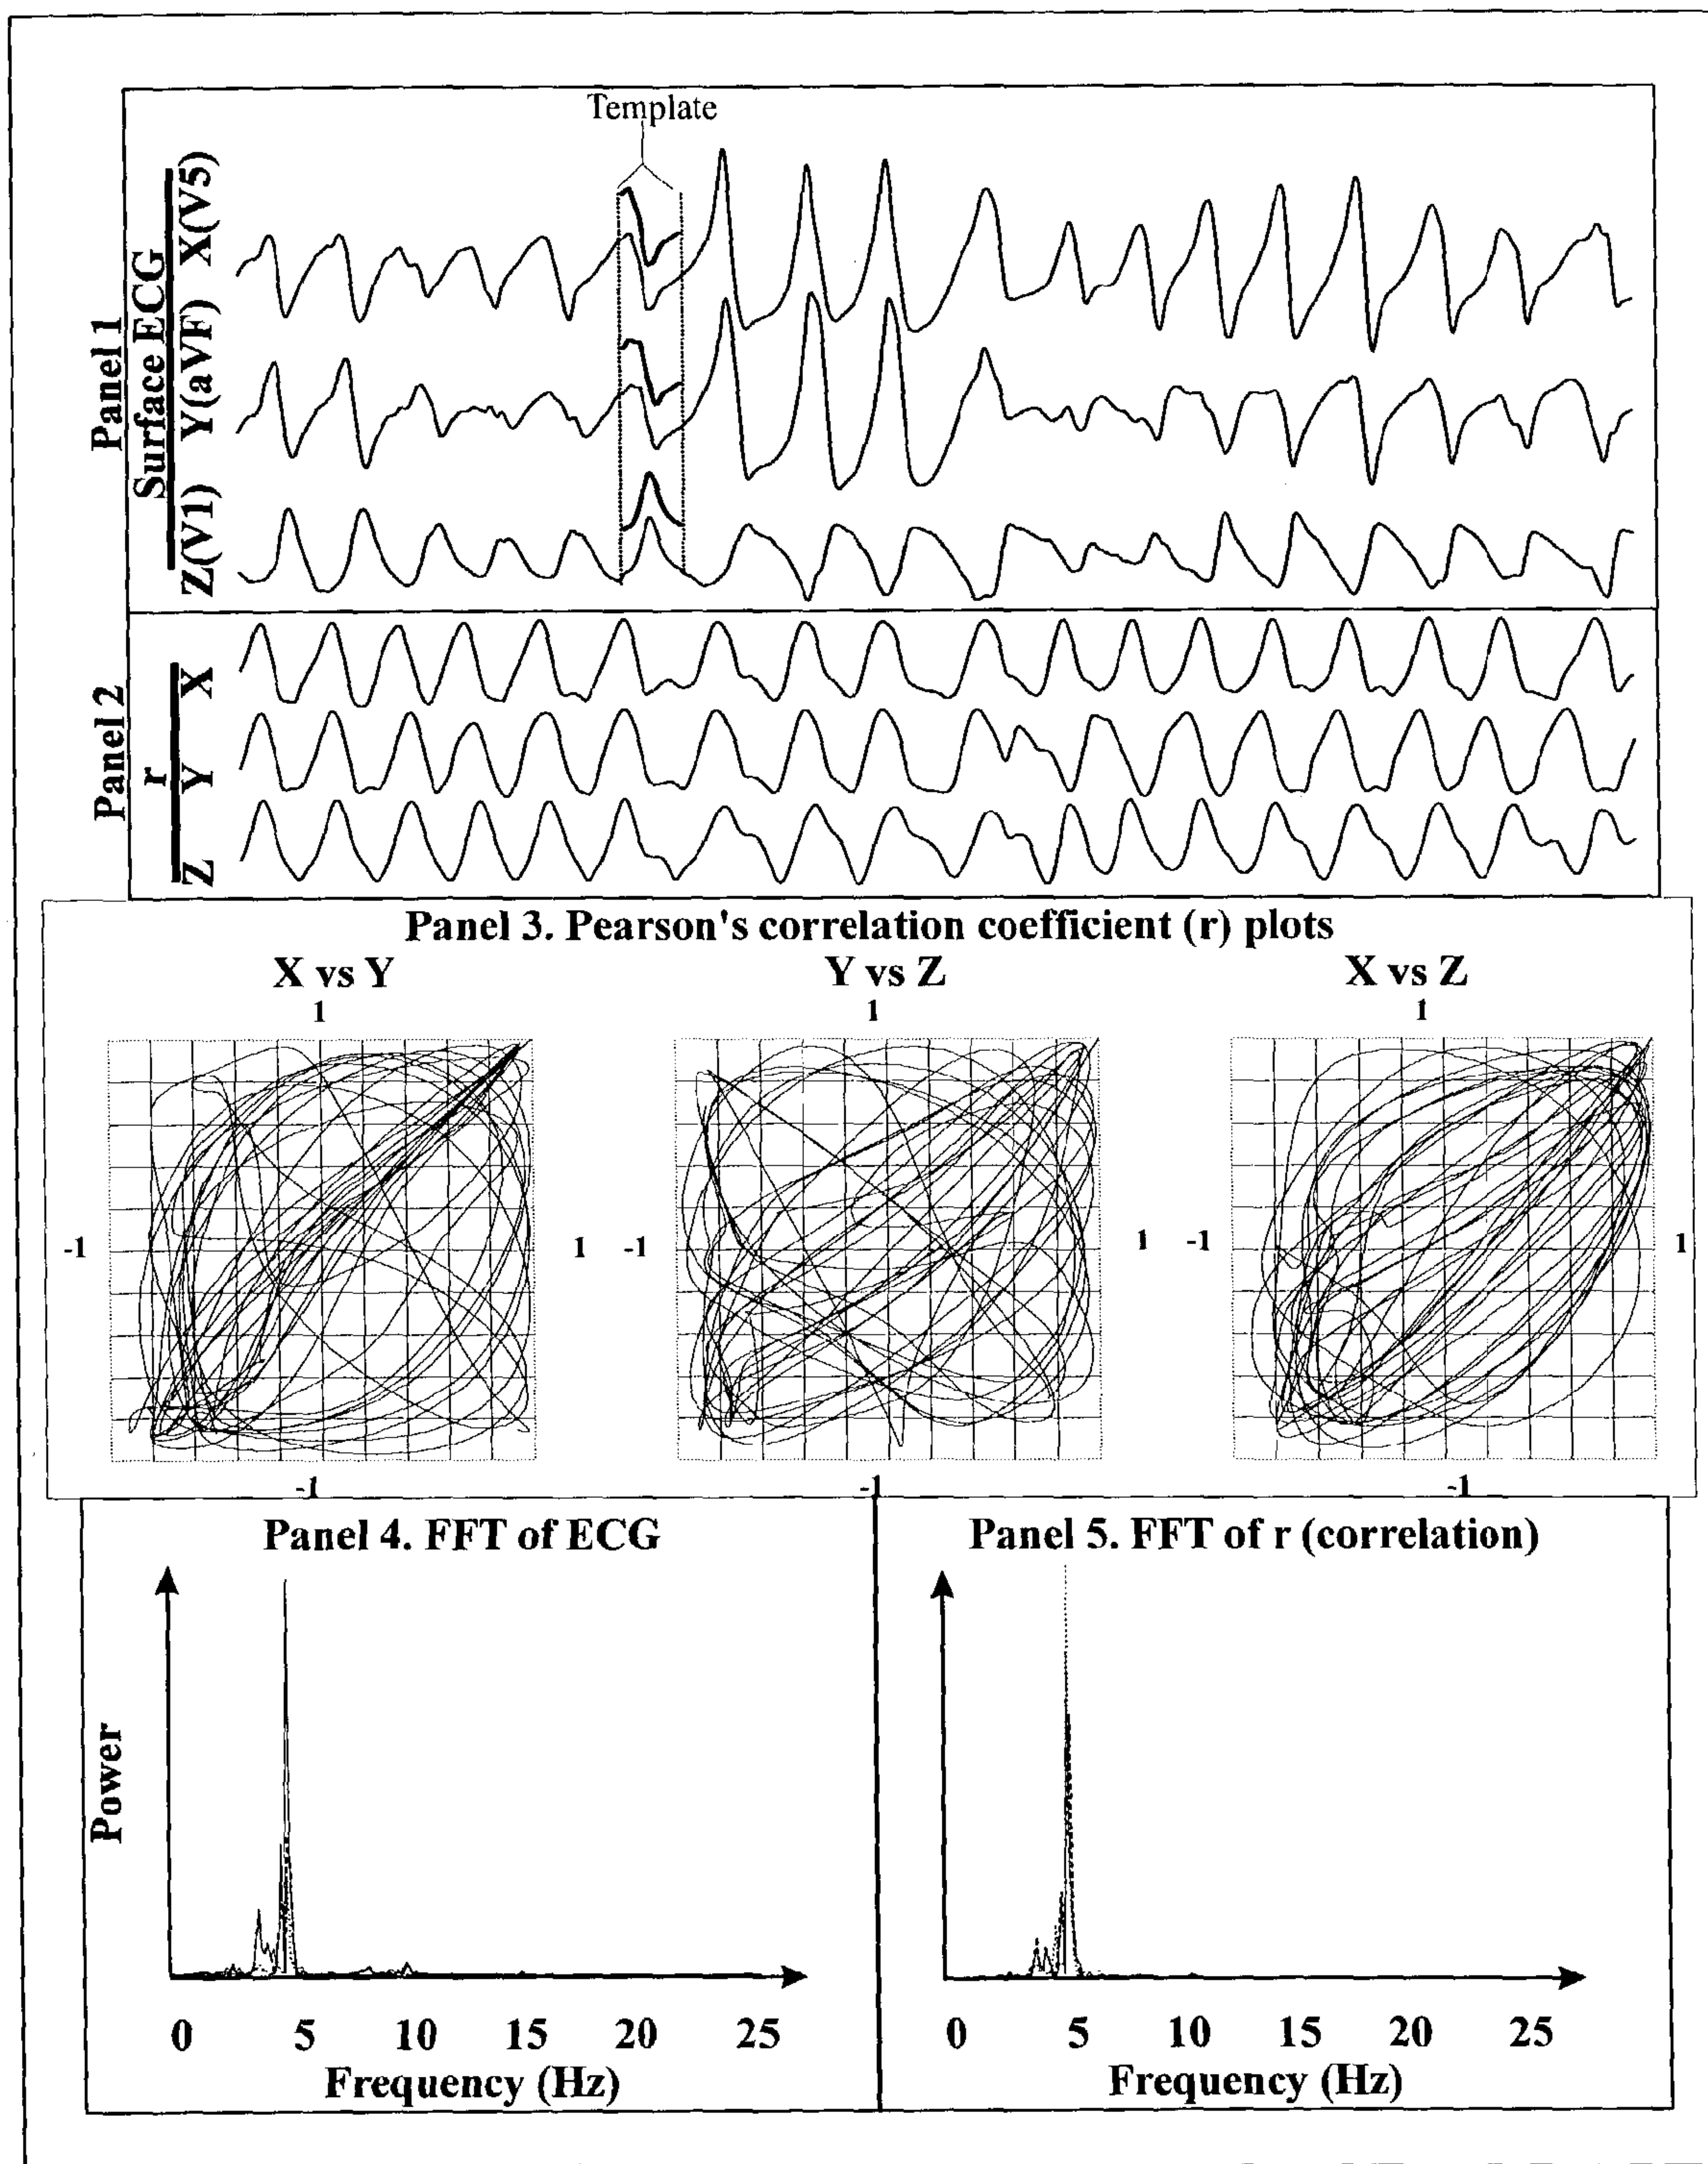 Template
Panel 1
Surface ECG
X(V5)
Y(aVF)
Z(V1)
Panel 2
r
X
Y
Z
Panel 3. Pearson's correlation coefficient (r) plots
X vs Y Y vs Z X vs Z
1 1 1
-1 1 -1 1 -1 1
-1 -1 -1
Panel 4. FFT of ECG
Power
0 5 10 15 20 25
Frequency (Hz)
Panel 5. FFT of r (correlation)
0 5 10 15 20 25
Frequency (Hz)